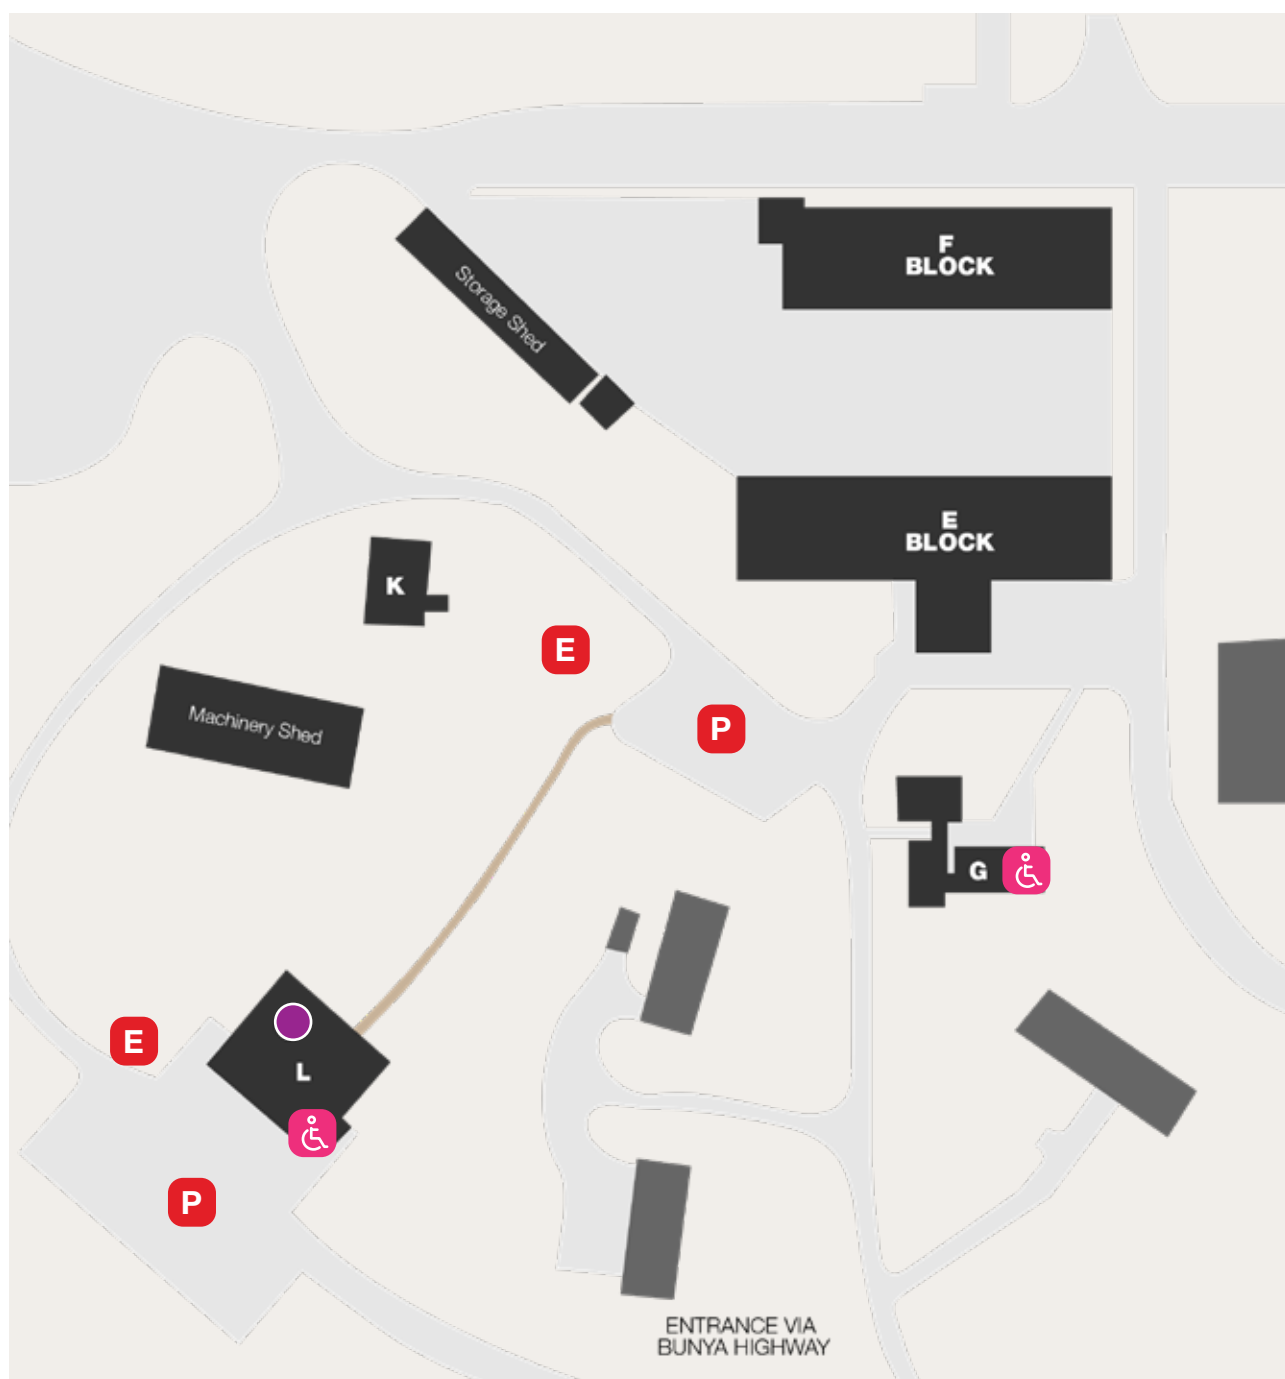 F
BLOCK
Storage Shed
E
BLOCK
K
E
Machinery Shed
P
G
E
L
P
ENTRANCE VIA
BUNYA HIGHWAY